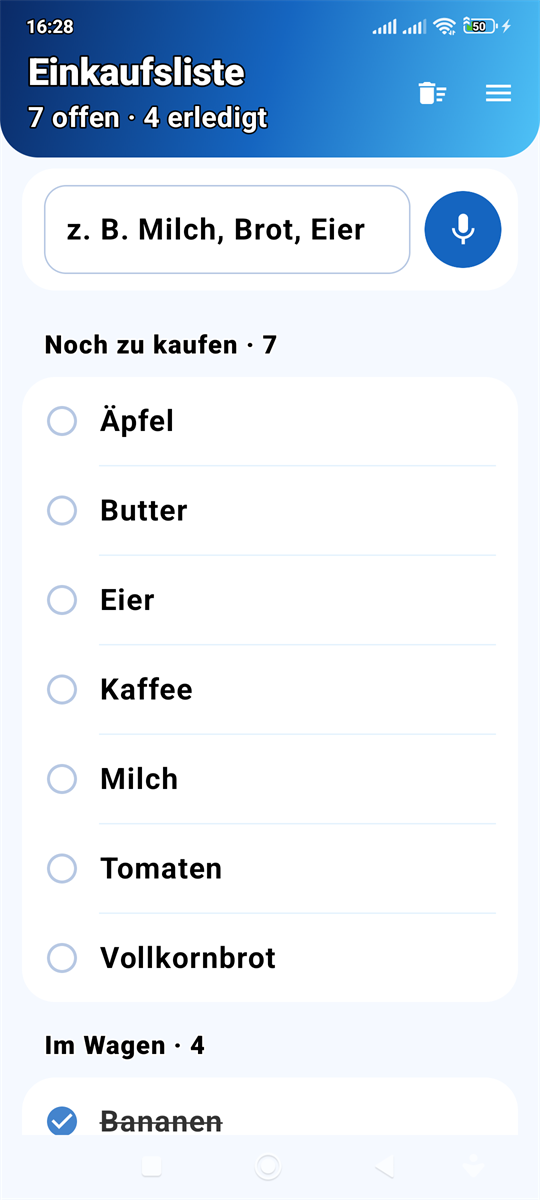 16:28
50
Einkaufsliste
7 offen · 4 erledigt
z. B. Milch, Brot, Eier
Noch zu kaufen · 7
Äpfel
Butter
Eier
Kaffee
Milch
Tomaten
Vollkornbrot
Im Wagen · 4
Bananen